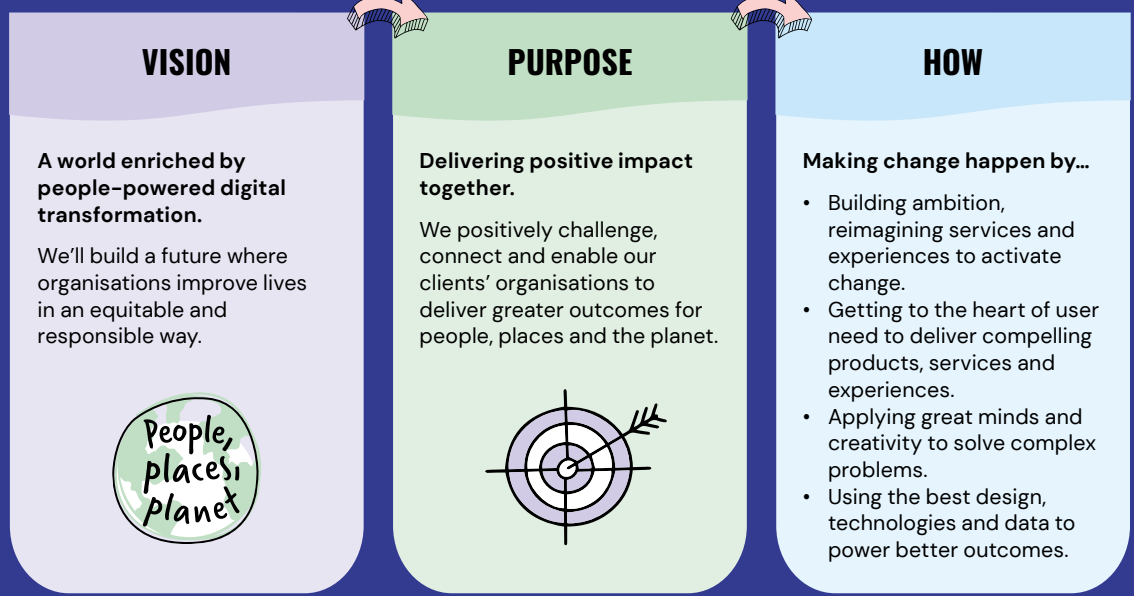 VISION
A world enriched by
people-powered digital
transformation.
We'll build a future where
organisations improve lives
in an equitable and
responsible way.
People,
places,
planet
PURPOSE
Delivering positive impact
together.
We positively challenge,
connect and enable our
clients' organisations to
deliver greater outcomes for
people, places and the planet.
HOW
Making change happen by…
• Building ambition,
reimagining services and
experiences to activate
change.
• Getting to the heart of user
need to deliver compelling
products, services and
experiences.
• Applying great minds and
creativity to solve complex
problems.
• Using the best design,
technologies and data to
power better outcomes.